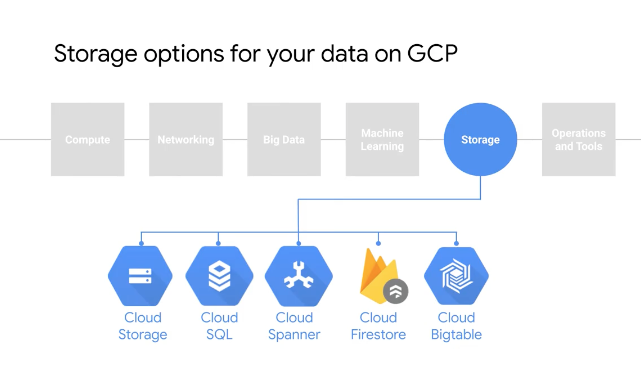 Storage options for your data on GCP
Compute
Networking
Big Data
Machine
Learning
Storage
Operations
and Tools
Cloud
Storage
Cloud
SQL
Cloud
Spanner
Cloud
Firestore
Cloud
Bigtable